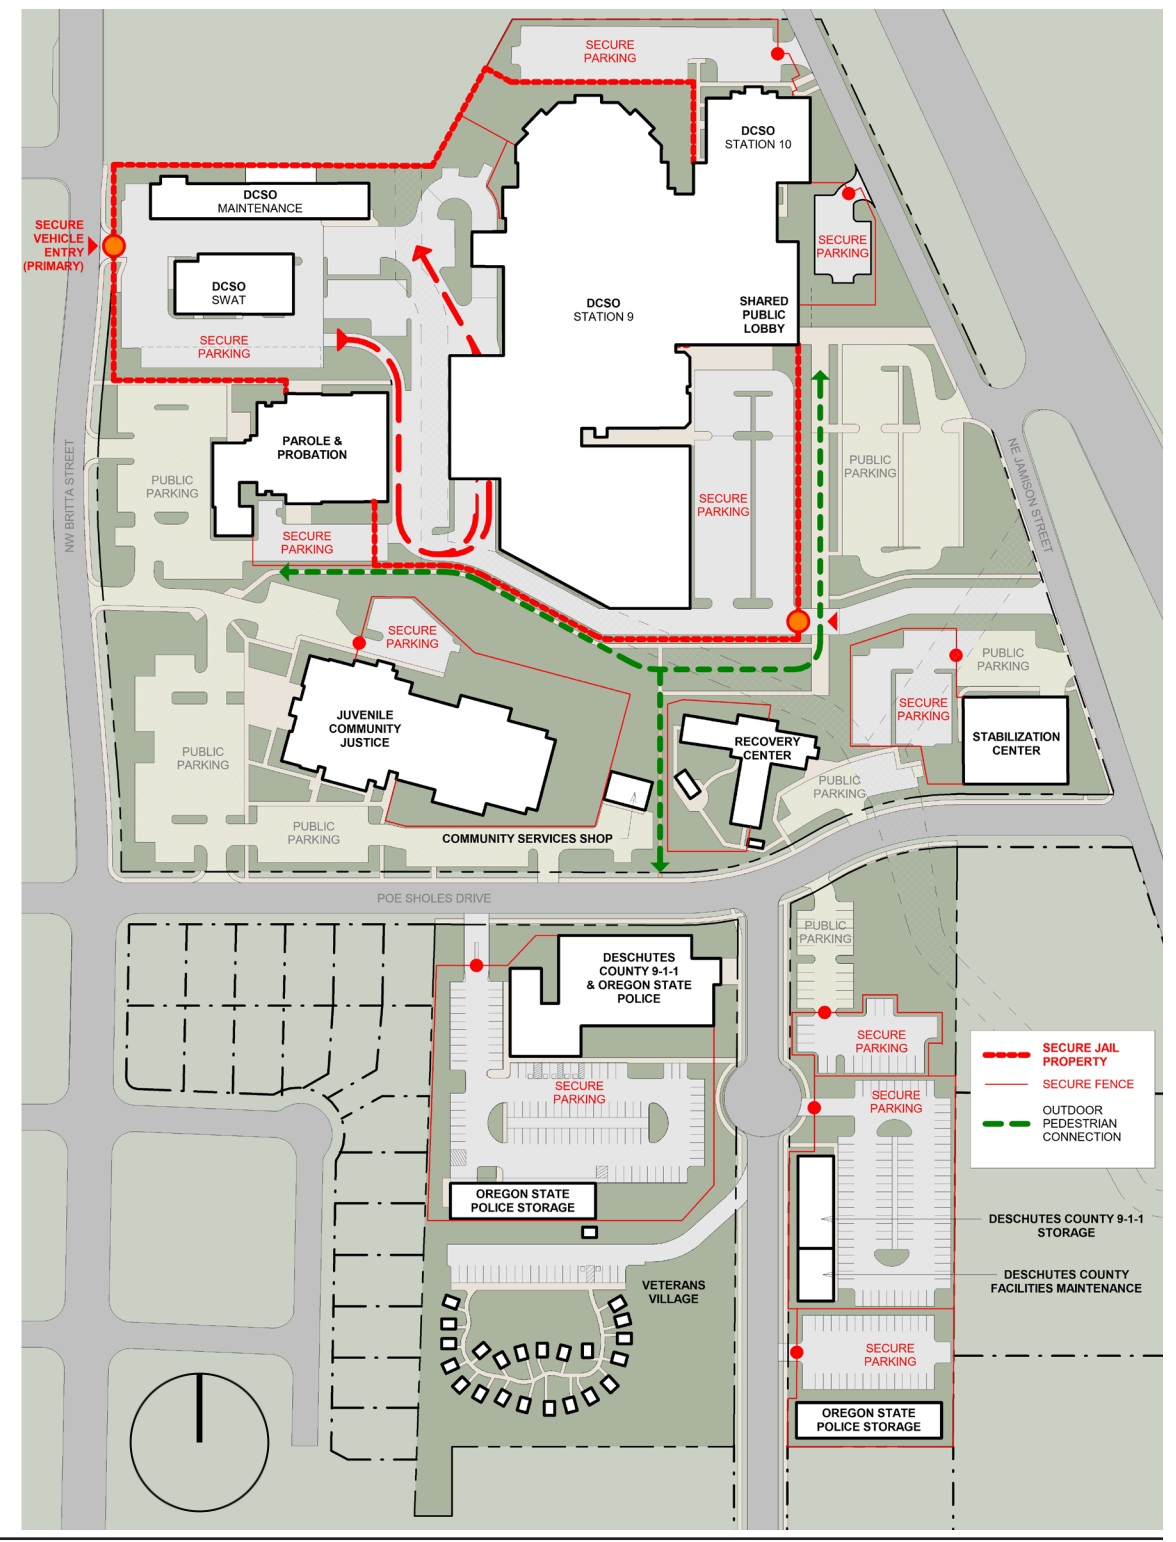 SECURE
PARKING
DCSO
STATION 10
DCSO
MAINTENANCE
SECURE
VEHICLE
ENTRY
(PRIMARY)
SECURE
PARKING
DCSO
SWAT
DCSO
STATION 9
SHARED
PUBLIC
LOBBY
SECURE
PARKING
PAROLE &
PROBATION
PUBLIC
PARKING
NW BRITTA STREET
PUBLIC
PARKING
SECURE
PARKING
NE JAMISON STREET
SECURE
PARKING
SECURE
PARKING
PUBLIC
PARKING
SECURE
PARKING
JUVENILE
COMMUNITY
JUSTICE
RECOVERY
CENTER
STABILIZATION
CENTER
PUBLIC
PARKING
PUBLIC
PARKING
PUBLIC
PARKING
COMMUNITY SERVICES SHOP
POE SHOLES DRIVE
PUBLIC
PARKING
DESCHUTES
COUNTY 9-1-1
& OREGON STATE
POLICE
SECURE
PARKING
SECURE JAIL
PROPERTY
SECURE FENCE
OUTDOOR
PEDESTRIAN
CONNECTION
SECURE
PARKING
SECURE
PARKING
OREGON STATE
POLICE STORAGE
DESCHUTES COUNTY 9-1-1
STORAGE
DESCHUTES COUNTY
FACILITIES MAINTENANCE
VETERANS
VILLAGE
SECURE
PARKING
OREGON STATE
POLICE STORAGE